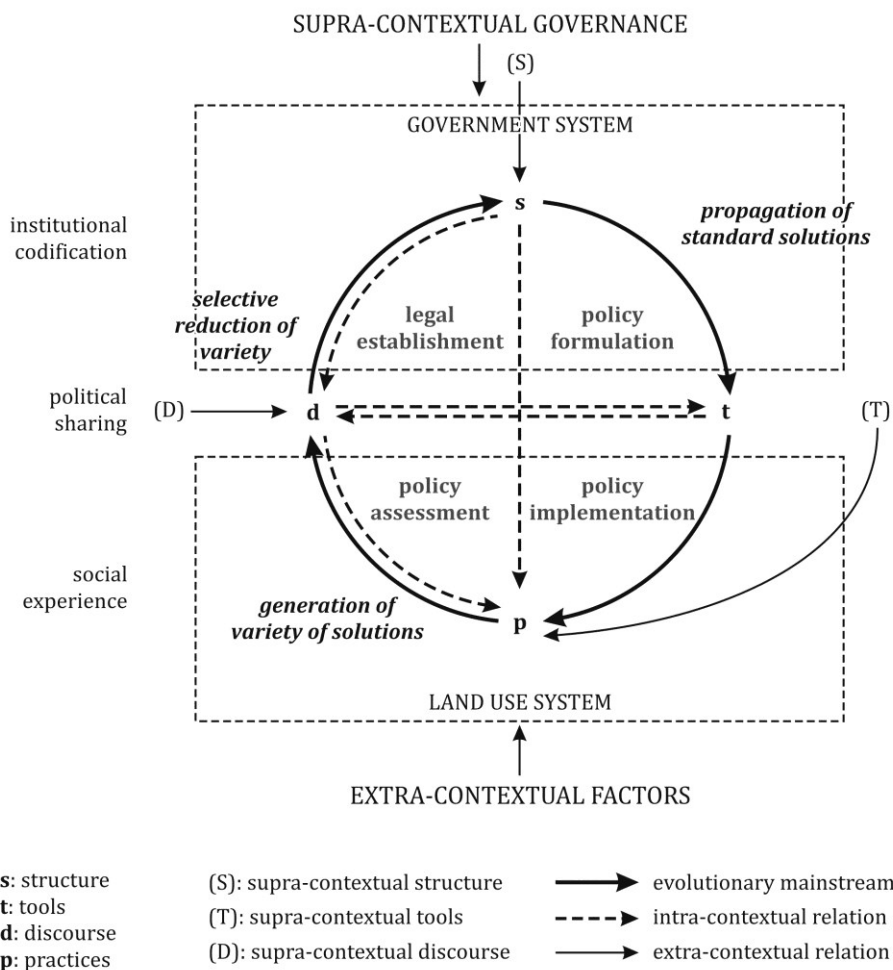 SUPRA-CONTEXTUAL GOVERNANCE
(S)
GOVERNMENT SYSTEM
s
institutional
codification
propagation of
standard solutions
selective
reduction of
variety
legal
establishment
policy
formulation
political
sharing
(D)
d
t
(T)
policy
assessment
policy
implementation
social
experience
generation of
variety of solutions
p
LAND USE SYSTEM
EXTRA-CONTEXTUAL FACTORS
s: structure
t: tools
d: discourse
p: practices
(S): supra-contextual structure
(T): supra-contextual tools
(D): supra-contextual discourse
evolutionary mainstream
intra-contextual relation
extra-contextual relation